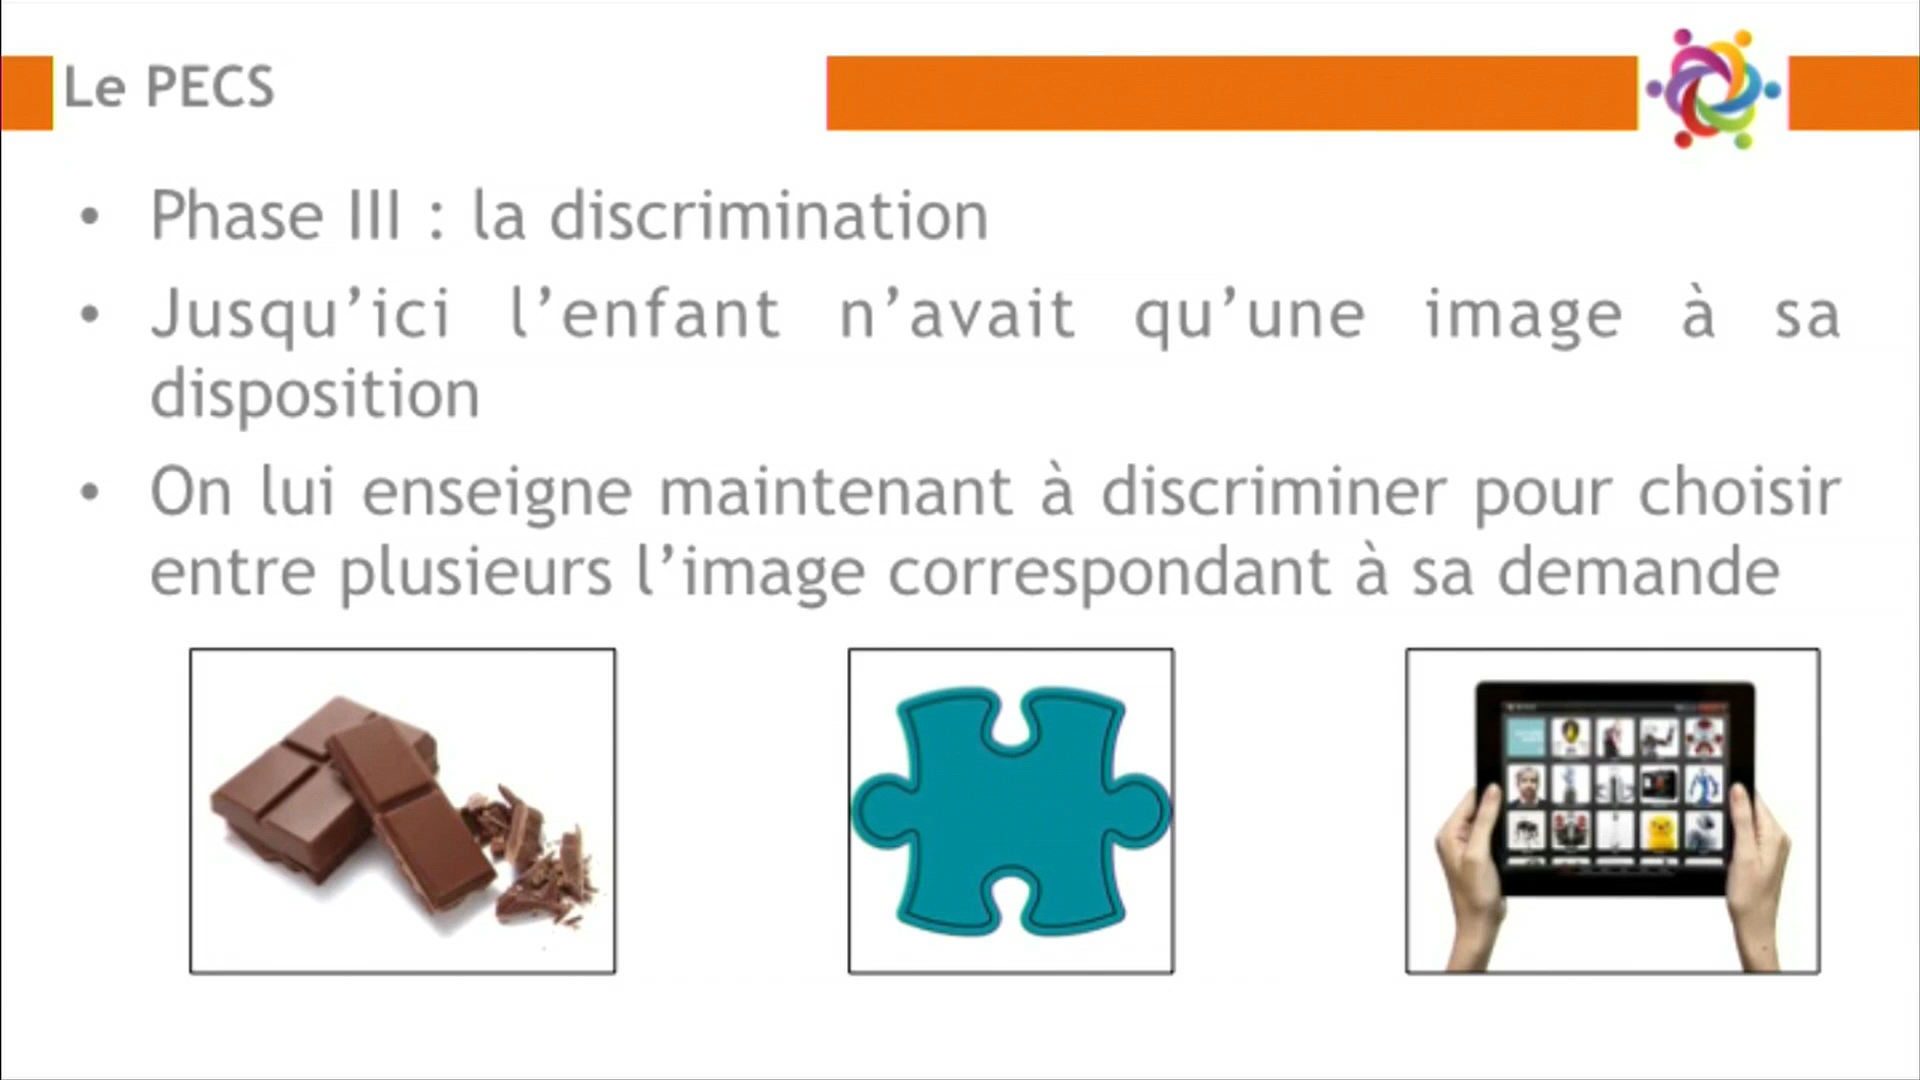 Le PECS
• Phase III : la discrimination
• Jusqu’ici l’enfant n’avait qu’une image à sa
disposition
• On lui enseigne maintenant à discriminer pour choisir
entre plusieurs l’image correspondant à sa demande